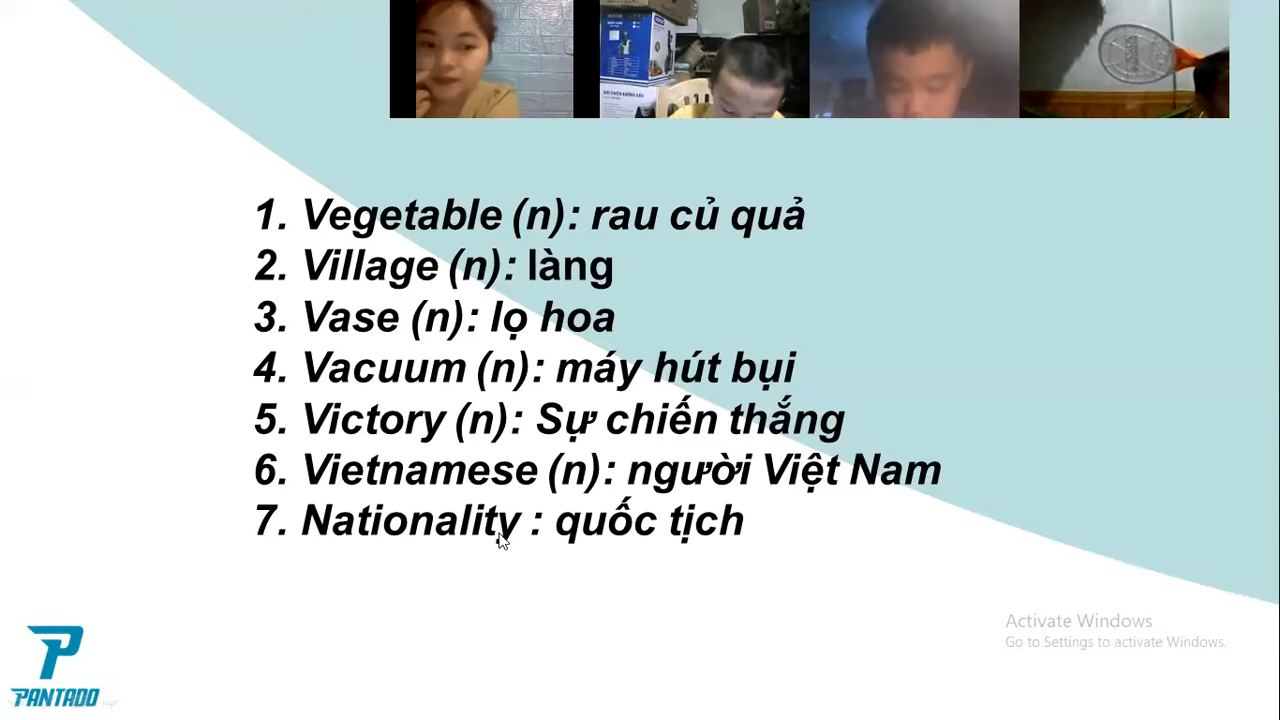 1. Vegetable (n): rau củ quả
2. Village (n): làng
3. Vase (n): lọ hoa
4. Vacuum (n): máy hút bụi
5. Victory (n): Sự chiến thắng
6. Vietnamese (n): người Việt Nam
7. Nationality : quốc tịch
Activate Windows
Go to Settings to activate Windows.
PANTADO